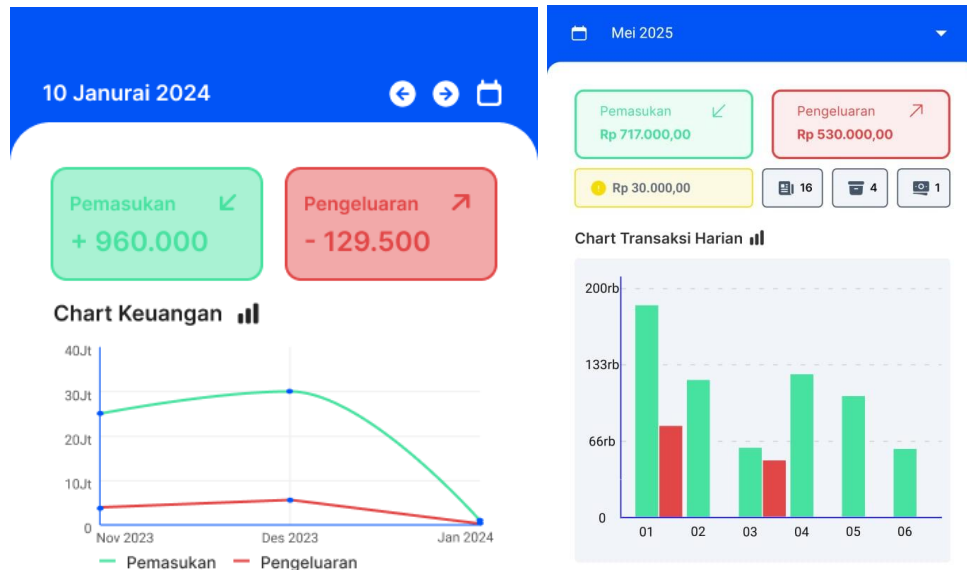 10 Janurai 2024
Pemasukan
+ 960.000
Pengeluaran
- 129.500
Chart Keuangan
40Jt
30Jt
20Jt
10Jt
0
Nov 2023
Des 2023
Jan 2024
Pemasukan
Pengeluaran
Mei 2025
Pemasukan
Rp 717.000,00
Pengeluaran
Rp 530.000,00
Rp 30.000,00
16
4
1
Chart Transaksi Harian
200rb
133rb
66rb
0
01
02
03
04
05
06